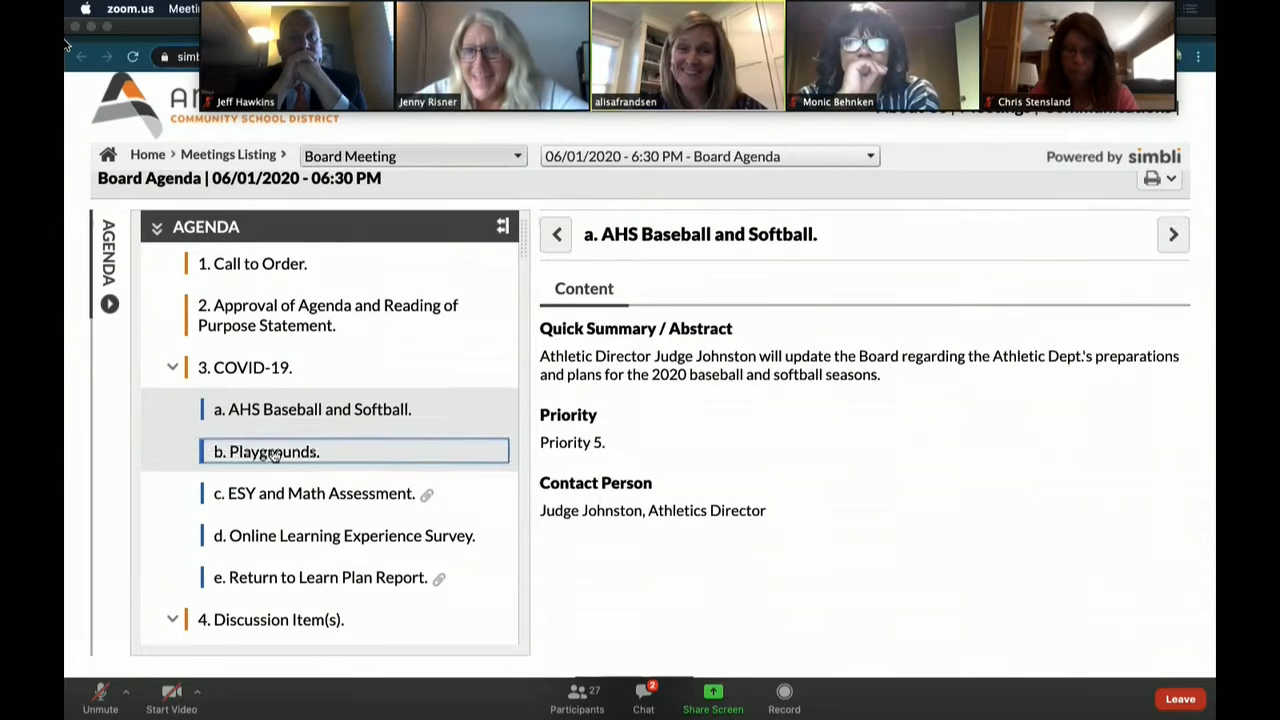 zoom.us Meeti
simb
Jeff Hawkins
Jenny Risner
alisafrandsen
Monic Behnken
Chris Stensland
COMMUNITY SCHOOL DISTRICT
Home > Meetings Listing >
Board Meeting
06/01/2020 - 6:30 PM - Board Agenda
Powered by simbli
Board Agenda | 06/01/2020 - 06:30 PM
AGENDA
AGENDA
1. Call to Order.
2. Approval of Agenda and Reading of
Purpose Statement.
3. COVID-19.
a. AHS Baseball and Softball.
b. Playgrounds.
c. ESY and Math Assessment.
d. Online Learning Experience Survey.
e. Return to Learn Plan Report.
4. Discussion Item(s).
a. AHS Baseball and Softball.
Content
Quick Summary / Abstract
Athletic Director Judge Johnston will update the Board regarding the Athletic Dept.'s preparations
and plans for the 2020 baseball and softball seasons.
Priority
Priority 5.
Contact Person
Judge Johnston, Athletics Director
Unmute
Start Video
27
Participants
2
Chat
Share Screen
Record
Leave